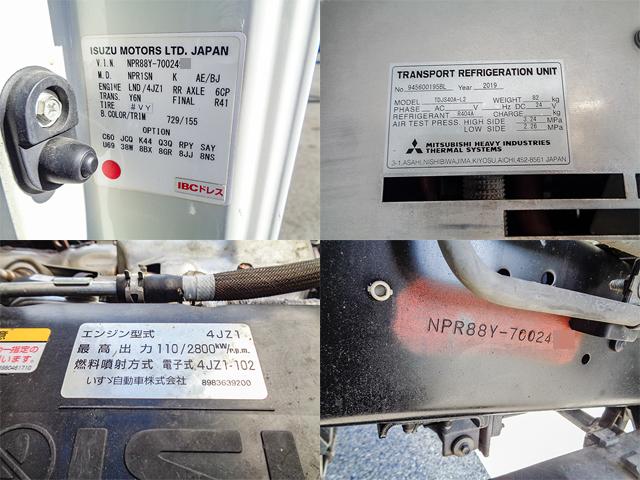 ISUZU MOTORS LTD. JAPAN
V.I.N. NPR88Y-70024
M.D. NPR1SN K AE/BJ
ENGINE LND/4JZ1 RR AXLE 6CP
TRANS. Y6N FINAL R41
TIRE #VY
B.COLOR/TRIM 729/155
OPTION
C60 JCQ K44 Q3Q RPY SAY
U69 38W 8BX 8GR 8JJ 8NS
IBCドレス
TRANSPORT REFRIGERATION UNIT
No. 945600195BL Year 2019
MODEL TDJS40A-L2 WEIGHT 82 kg
PHASE AC V Hz DC 24 V
REFRIGERANT R404A CHARGE kg
AIR TEST PRESS. HIGH SIDE 3.24 MPa
LOW SIDE 2.26 MPa
MITSUBISHI HEAVY INDUSTRIES
THERMAL SYSTEMS
3-1,ASAHI,NISHIBIWAJIMA,KIYOSU,AICHI,452-8561 JAPAN
エンジン型式 4JZ1
最高出力 110/2800kW/r.p.m.
燃料噴射方式 電子式 4JZ1-102
いすゞ自動車株式会社 8983639200
NPR88Y-70024